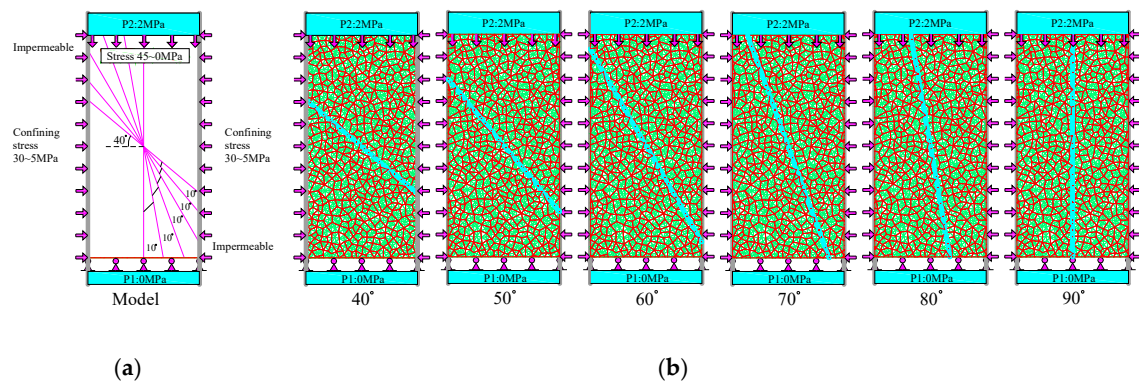 P2:2MPa
Impermeable
Stress 45~0MPa
Confining
stress
30~5MPa
40°
10°
10°
10°
10°
10°
Confining
stress
30~5MPa
Impermeable
P1:0MPa
Model
P2:2MPa
P1:0MPa
40°
P2:2MPa
P1:0MPa
50°
P2:2MPa
P1:0MPa
60°
P2:2MPa
P1:0MPa
70°
P2:2MPa
P1:0MPa
80°
P2:2MPa
P1:0MPa
90°
(a)
(b)